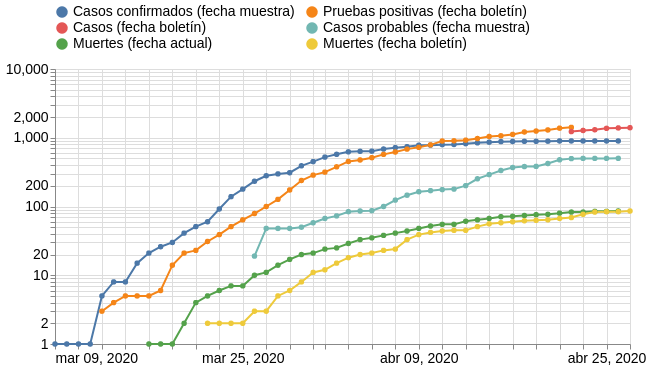 Casos confirmados (fecha muestra) Pruebas positivas (fecha boletín)
Casos (fecha boletín) Casos probables (fecha muestra)
Muertes (fecha actual) Muertes (fecha boletín)
10,000
2,000
1,000
200
100
20
10
2
1
mar 09, 2020 mar 25, 2020 abr 09, 2020 abr 25, 2020